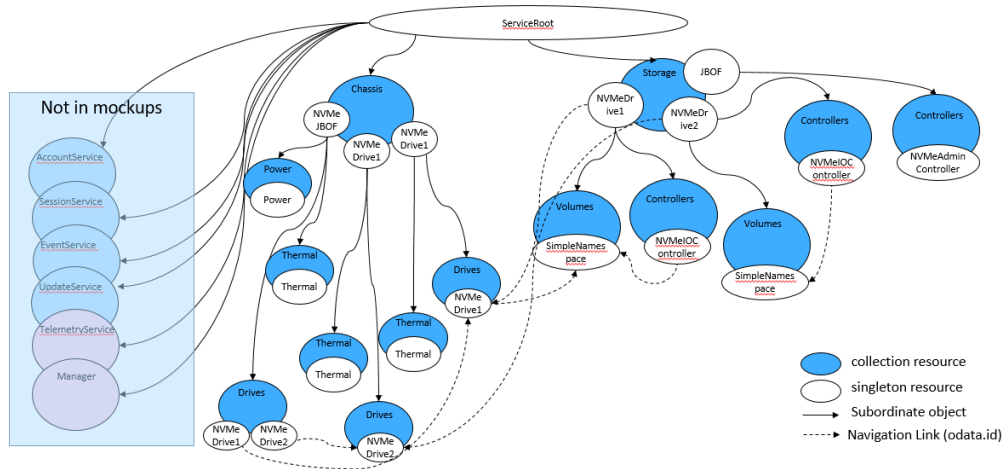 ServiceRoot
Not in mockups
AccountService
SessionService
EventService
UpdateService
TelemetryService
Manager
Chassis
NVMe
JBOF
NVMe
Drive1
NVMe
Drive1
Power
Power
Thermal
Thermal
Thermal
Thermal
Thermal
Thermal
Drives
NVMe
Drive1
NVMe
Drive2
Drives
NVMe
Drive2
Drives
NVMe
Drive1
Storage
JBOF
NVMeDr
ive1
NVMeDr
ive2
Volumes
SimpleNames
pace
Controllers
NVMeIOC
ontroller
Volumes
SimpleNames
pace
Controllers
NVMeIOC
ontroller
Controllers
NVMeAdmin
Controller
collection resource
singleton resource
Subordinate object
Navigation Link (odata.id)